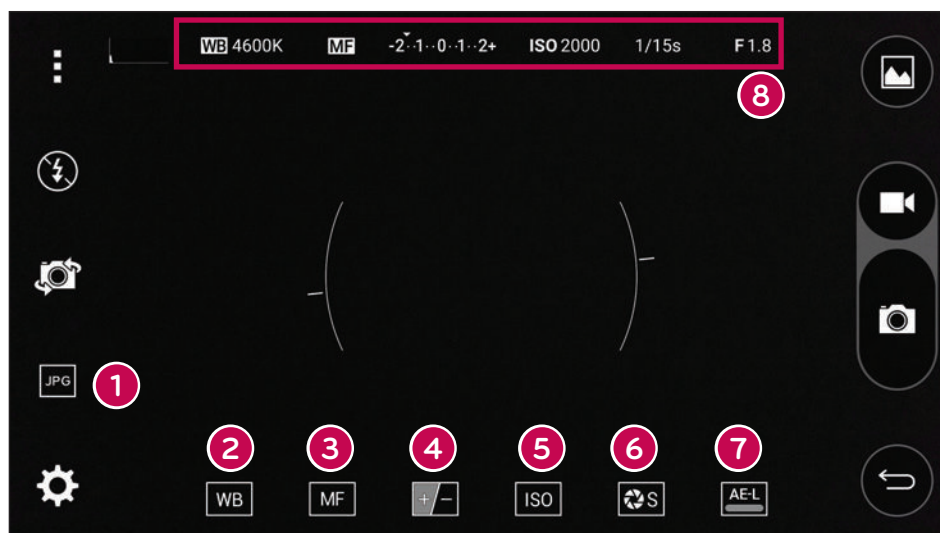 WB 4600K MF -2··1··0··1··2+ ISO 2000 1/15s F 1.8
8
JPG 1
2 3 4 5 6 7
WB MF +/- ISO S AE-L